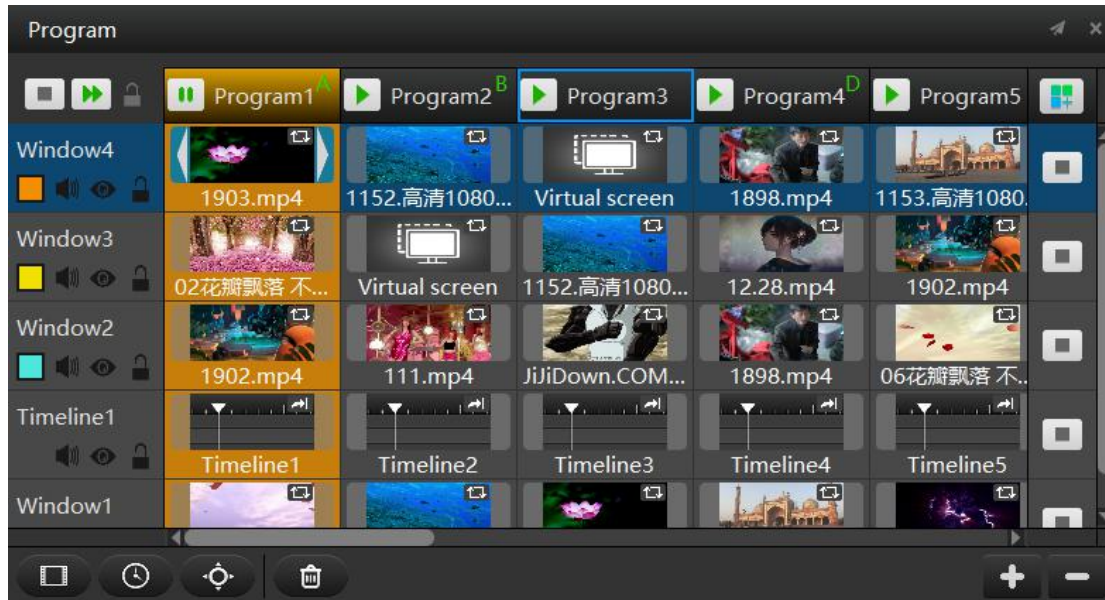 Program
Program1 A
Program2 B
Program3
Program4 D
Program5
Window4
1903.mp4
1152.高清1080...
Virtual screen
1898.mp4
1153.高清1080.
Window3
02花瓣飘落 不...
Virtual screen
1152.高清1080...
12.28.mp4
1902.mp4
Window2
1902.mp4
111.mp4
JiJiDown.COM...
1898.mp4
06花瓣飘落 不..
Timeline1
Timeline1
Timeline2
Timeline3
Timeline4
Timeline5
Window1